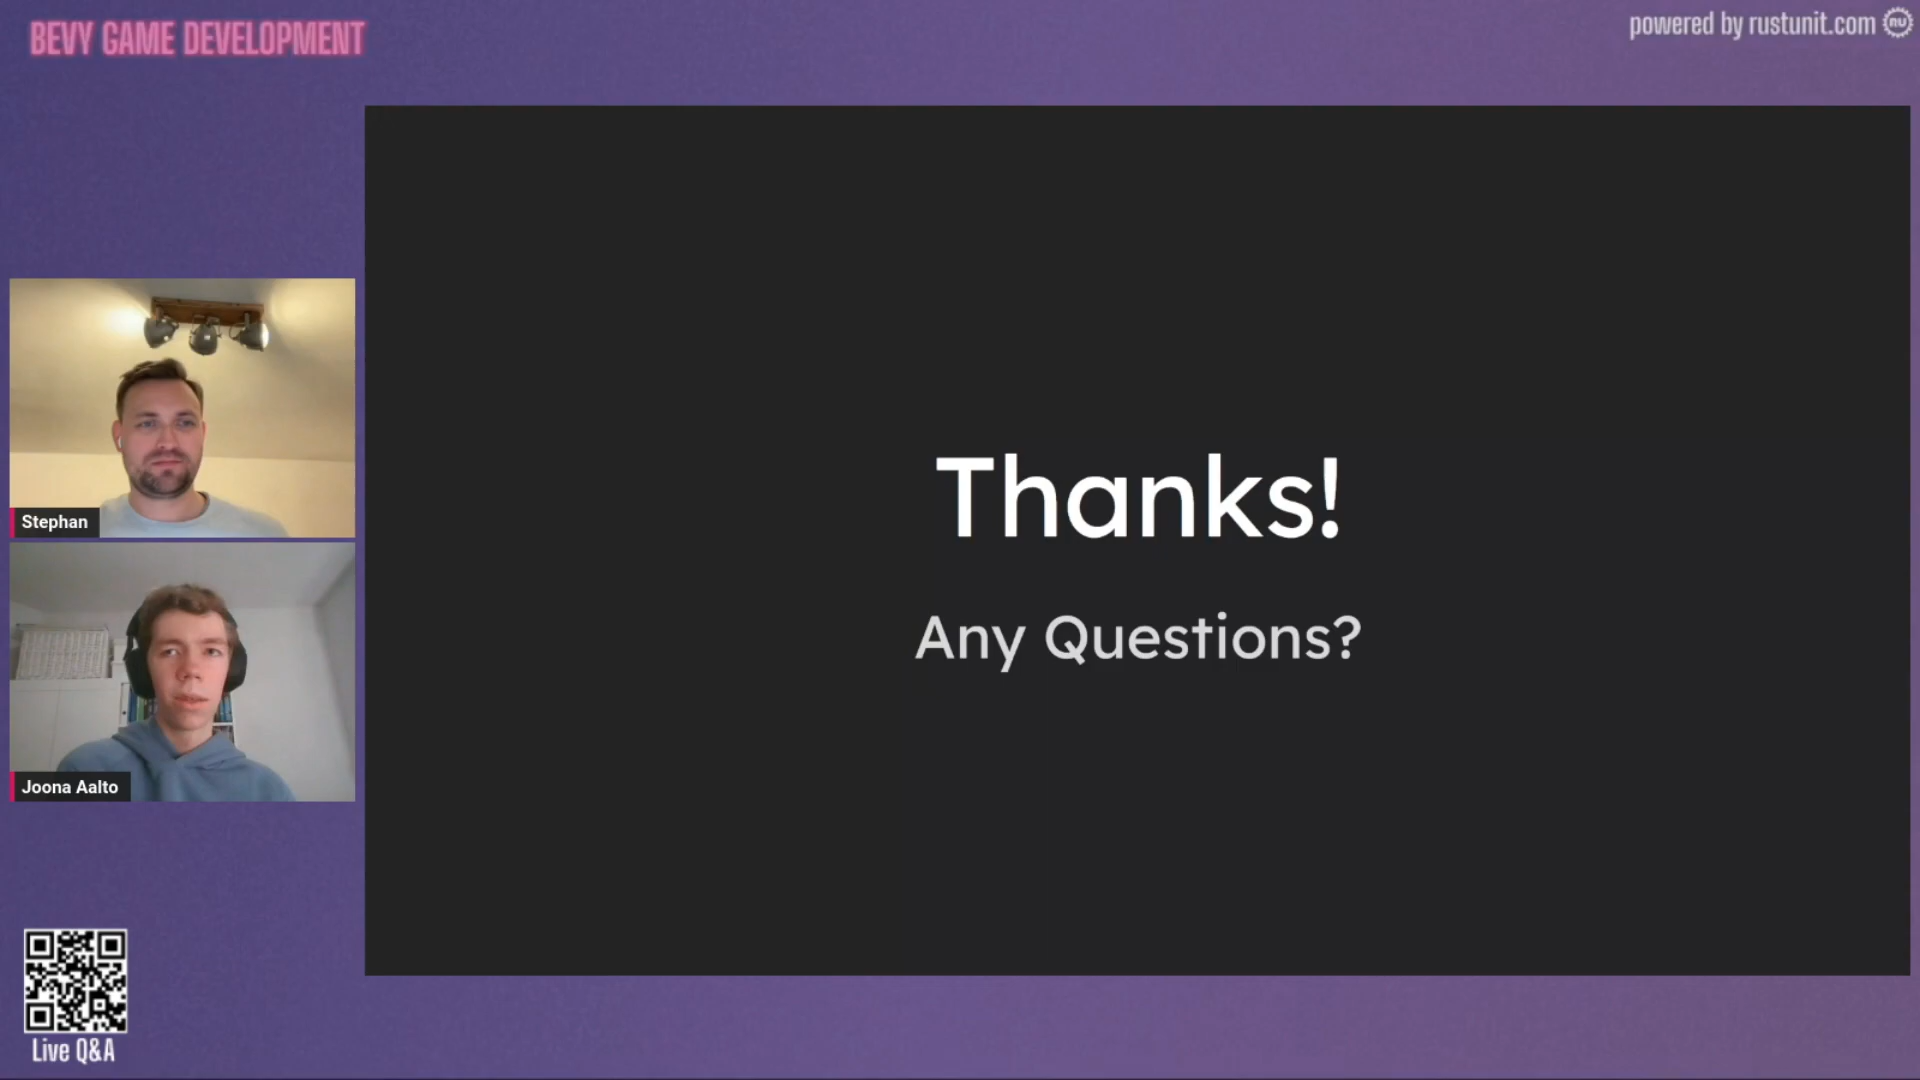 BEVY GAME DEVELOPMENT
powered by rustunit.com
Thanks!
Any Questions?
Stephan
Joona Aalto
Live Q&A